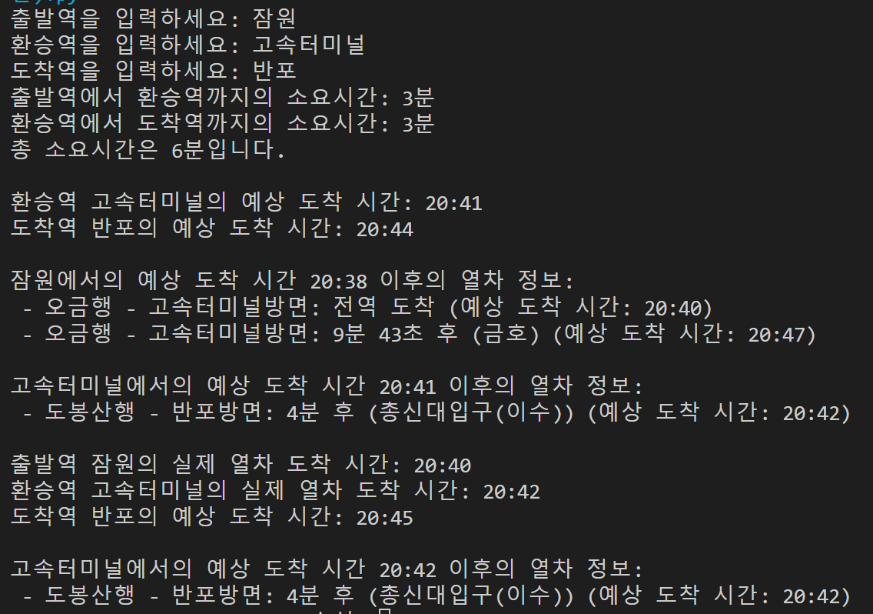 출발역을 입력하세요: 잠원
환승역을 입력하세요: 고속터미널
도착역을 입력하세요: 반포
출발역에서 환승역까지의 소요시간: 3분
환승역에서 도착역까지의 소요시간: 3분
총 소요시간은 6분입니다.
환승역 고속터미널의 예상 도착 시간: 20:41
도착역 반포의 예상 도착 시간: 20:44
잠원에서의 예상 도착 시간 20:38 이후의 열차 정보:
- 오금행 - 고속터미널방면: 전역 도착 (예상 도착 시간: 20:40)
- 오금행 - 고속터미널방면: 9분 43초 후 (금호) (예상 도착 시간: 20:47)
고속터미널에서의 예상 도착 시간 20:41 이후의 열차 정보:
- 도봉산행 - 반포방면: 4분 후 (총신대입구(이수)) (예상 도착 시간: 20:42)
출발역 잠원의 실제 열차 도착 시간: 20:40
환승역 고속터미널의 실제 열차 도착 시간: 20:42
도착역 반포의 예상 도착 시간: 20:45
고속터미널에서의 예상 도착 시간 20:42 이후의 열차 정보:
- 도봉산행 - 반포방면: 4분 후 (총신대입구(이수)) (예상 도착 시간: 20:42)